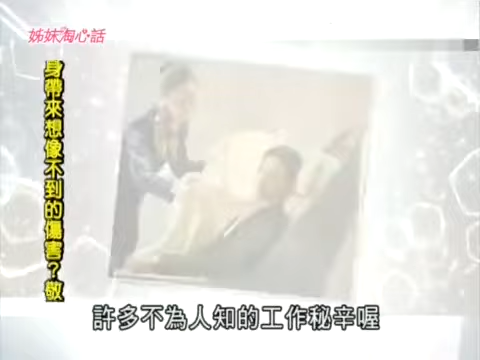 姊妹淘心話
身帶來想像不到的傷害？敬
許多不為人知的工作秘辛喔